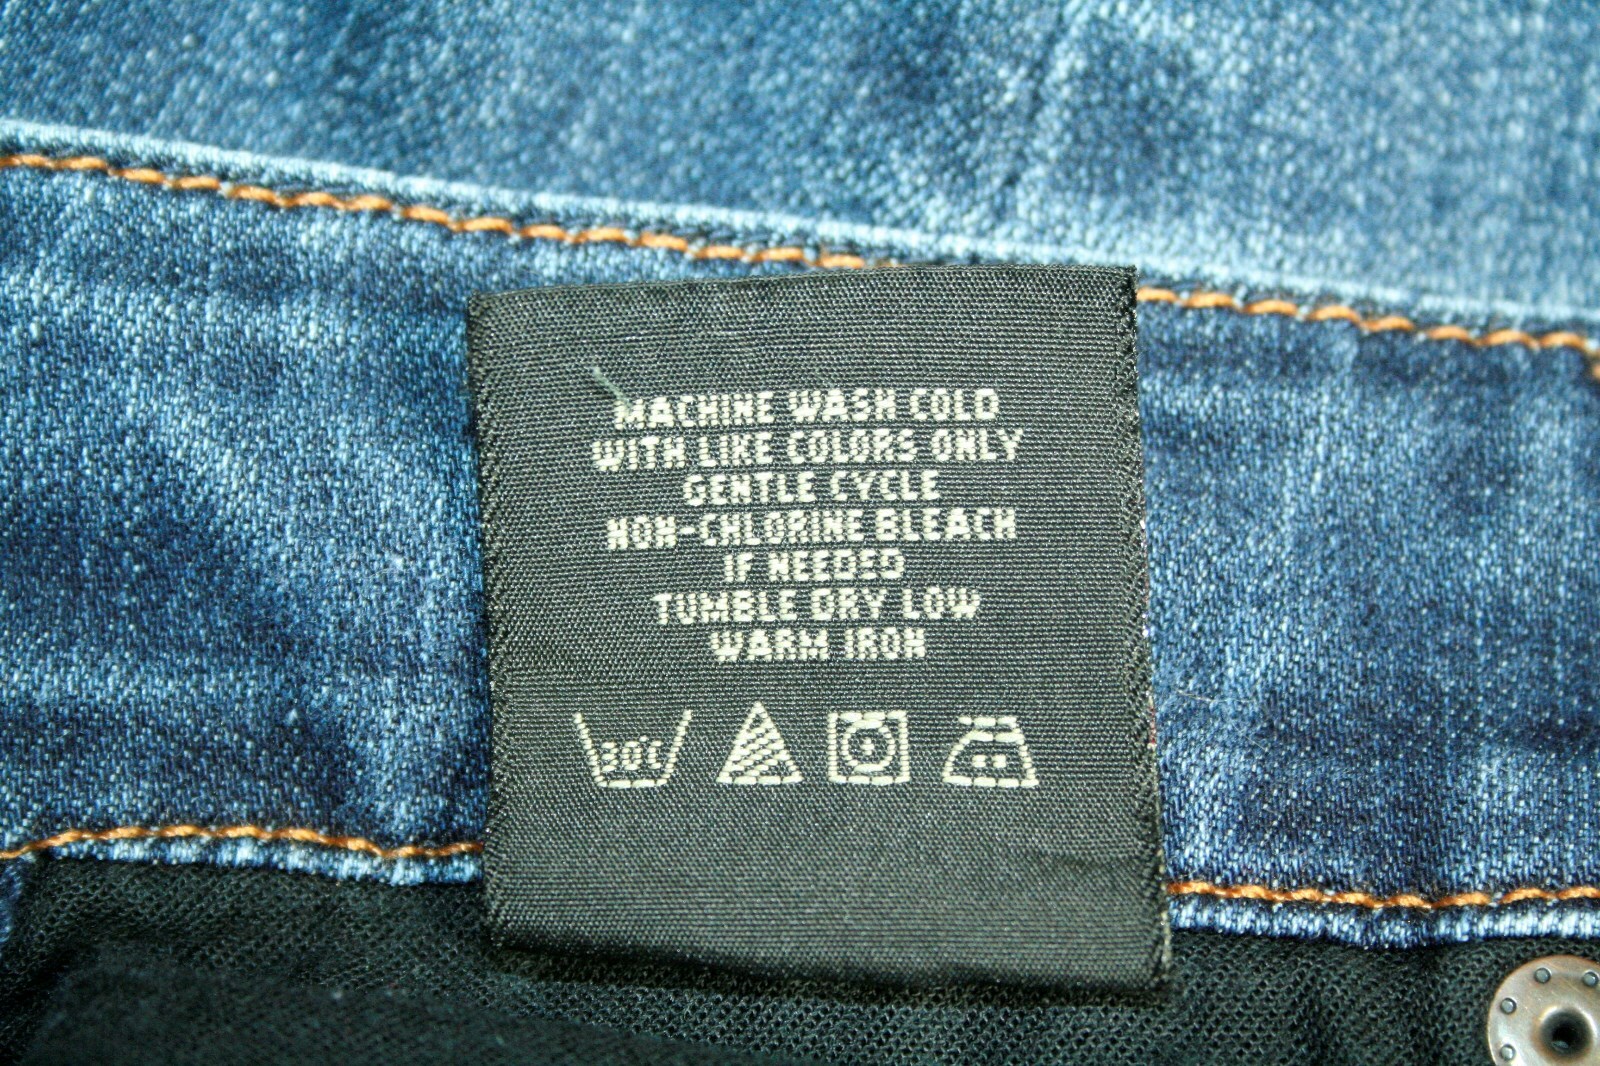 MACHINE WASH COLD
WITH LIKE COLORS ONLY
GENTLE CYCLE
NON-CHLORINE BLEACH
IF NEEDED
TUMBLE DRY LOW
WARM IRON
30°C